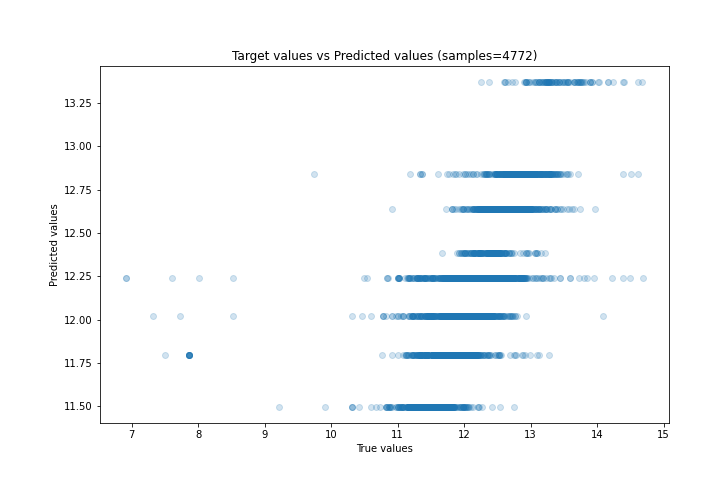 Target values vs Predicted values (samples=4772)
13.25
13.00
12.75
12.50
12.25
12.00
11.75
11.50
Predicted values
7 8 9 10 11 12 13 14 15
True values